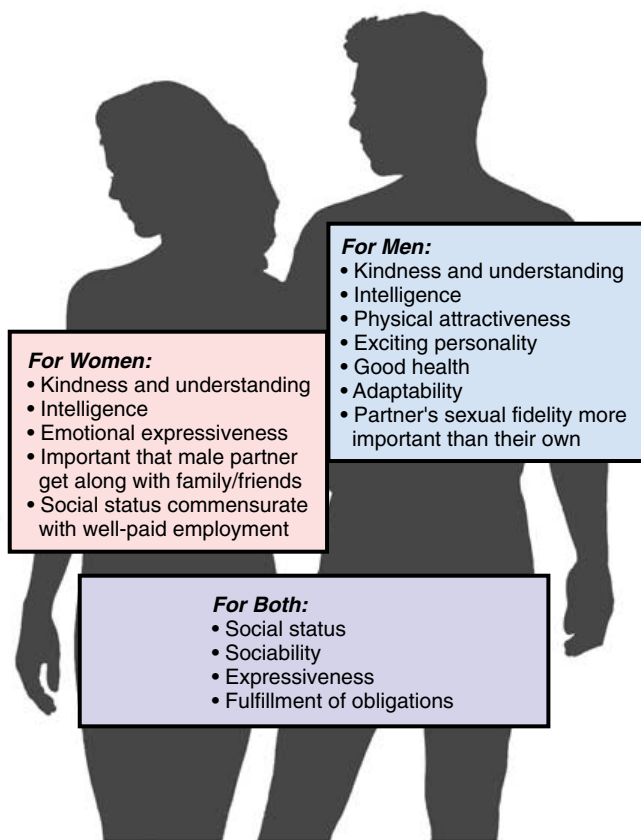 For Men:
• Kindness and understanding
• Intelligence
• Physical attractiveness
• Exciting personality
• Good health
• Adaptability
• Partner's sexual fidelity more
important than their own
For Women:
• Kindness and understanding
• Intelligence
• Emotional expressiveness
• Important that male partner
get along with family/friends
• Social status commensurate
with well-paid employment
For Both:
• Social status
• Sociability
• Expressiveness
• Fulfillment of obligations